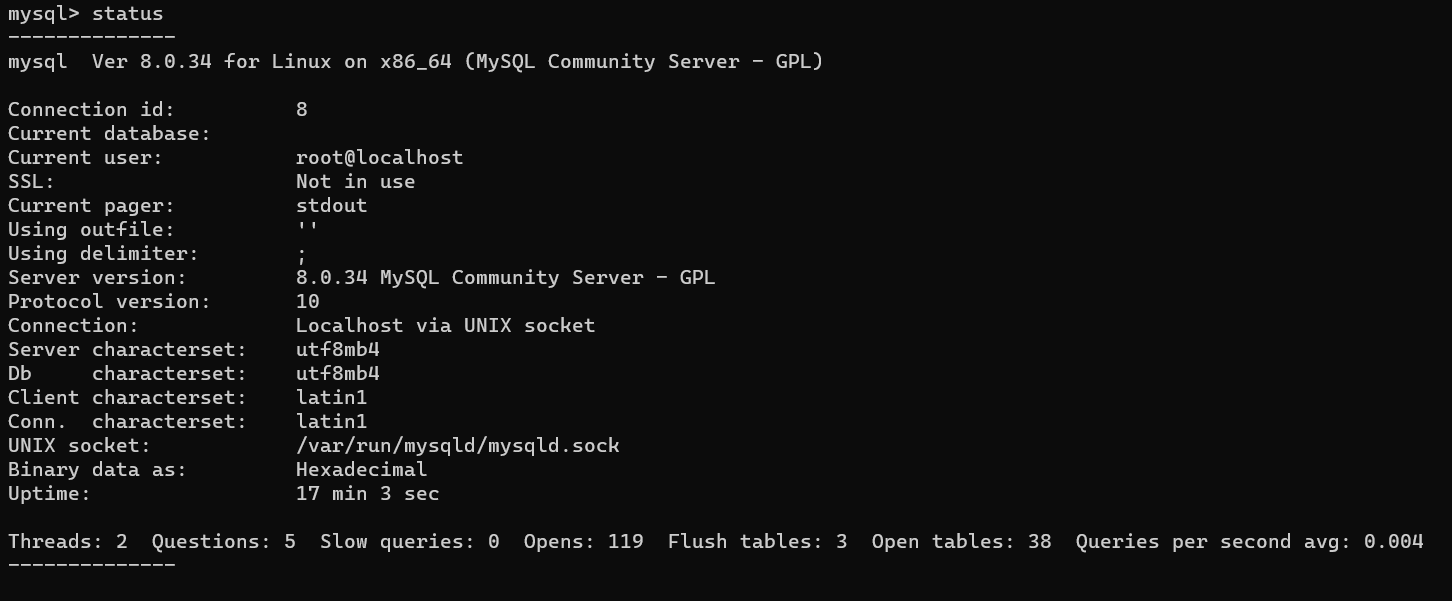 mysql> status
--------------
mysql  Ver 8.0.34 for Linux on x86_64 (MySQL Community Server - GPL)

Connection id:          8
Current database:
Current user:           root@localhost
SSL:                    Not in use
Current pager:          stdout
Using outfile:          ''
Using delimiter:        ;
Server version:         8.0.34 MySQL Community Server - GPL
Protocol version:       10
Connection:             Localhost via UNIX socket
Server characterset:    utf8mb4
Db     characterset:    utf8mb4
Client characterset:    latin1
Conn.  characterset:    latin1
UNIX socket:            /var/run/mysqld/mysqld.sock
Binary data as:         Hexadecimal
Uptime:                 17 min 3 sec

Threads: 2  Questions: 5  Slow queries: 0  Opens: 119  Flush tables: 3  Open tables: 38  Queries per second avg: 0.004
--------------